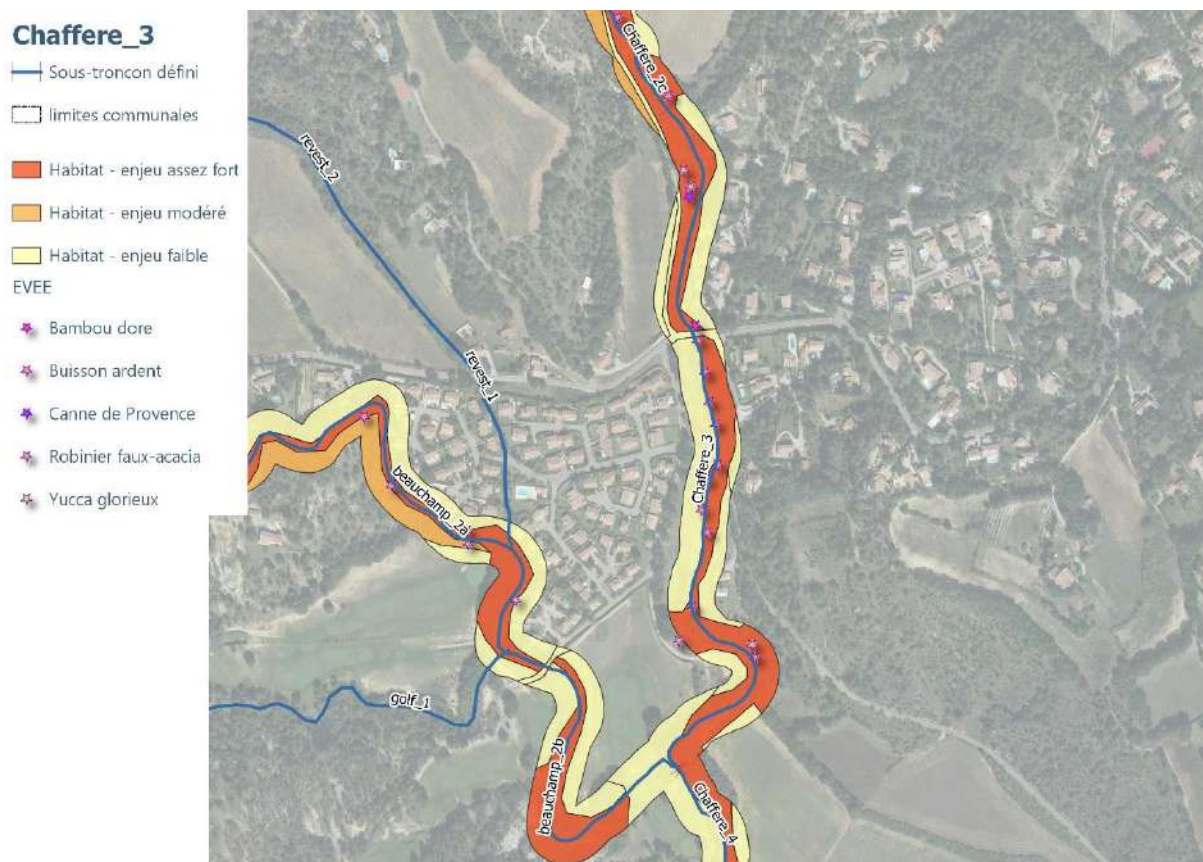 Chaffere_3
Sous-troncon défini
limites communales
Habitat - enjeu assez fort
Habitat - enjeu modéré
Habitat - enjeu faible
EVEE
Bambou dore
Buisson ardent
Canne de Provence
Robinier faux-acacia
Yucca glorieux
Chaffere_2c
revest_2
revest_1
beauchamp_2a
Chaffere_3
golf_1
beauchamp_2b
Chaffere_4